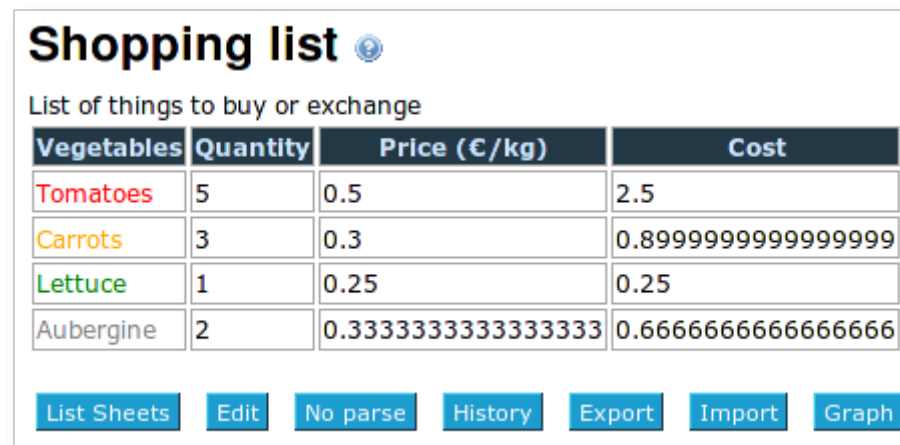 Shopping list
List of things to buy or exchange
Vegetables Quantity Price (€/kg) Cost
Tomatoes 5 0.5 2.5
Carrots 3 0.3 0.8999999999999999
Lettuce 1 0.25 0.25
Aubergine 2 0.3333333333333333 0.6666666666666666
List Sheets Edit No parse History Export Import Graph